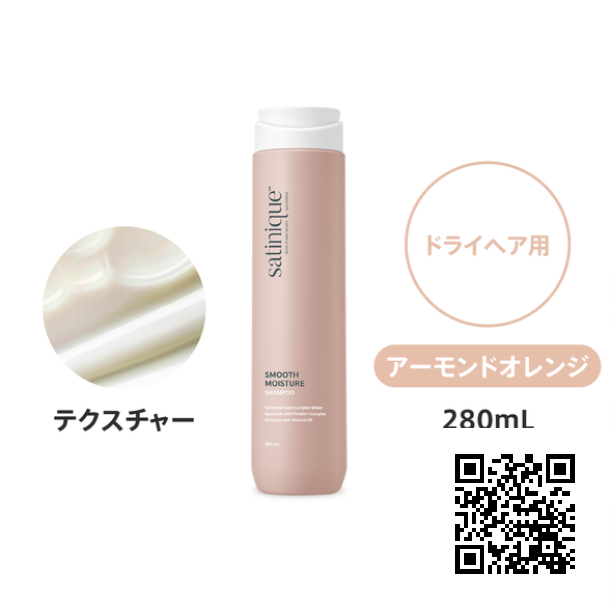 satinique™
SMOOTH
MOISTURE
SHAMPOO
テクスチャー
ドライヘア用
アーモンドオレンジ
280mL